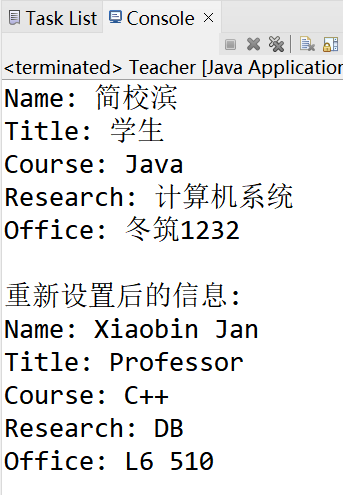 Task List Console
<terminated> Teacher [Java Application
Name: 简校滨
Title: 学生
Course: Java
Research: 计算机系统
Office: 冬筑1232
重新设置后的信息:
Name: Xiaobin Jan
Title: Professor
Course: C++
Research: DB
Office: L6 510